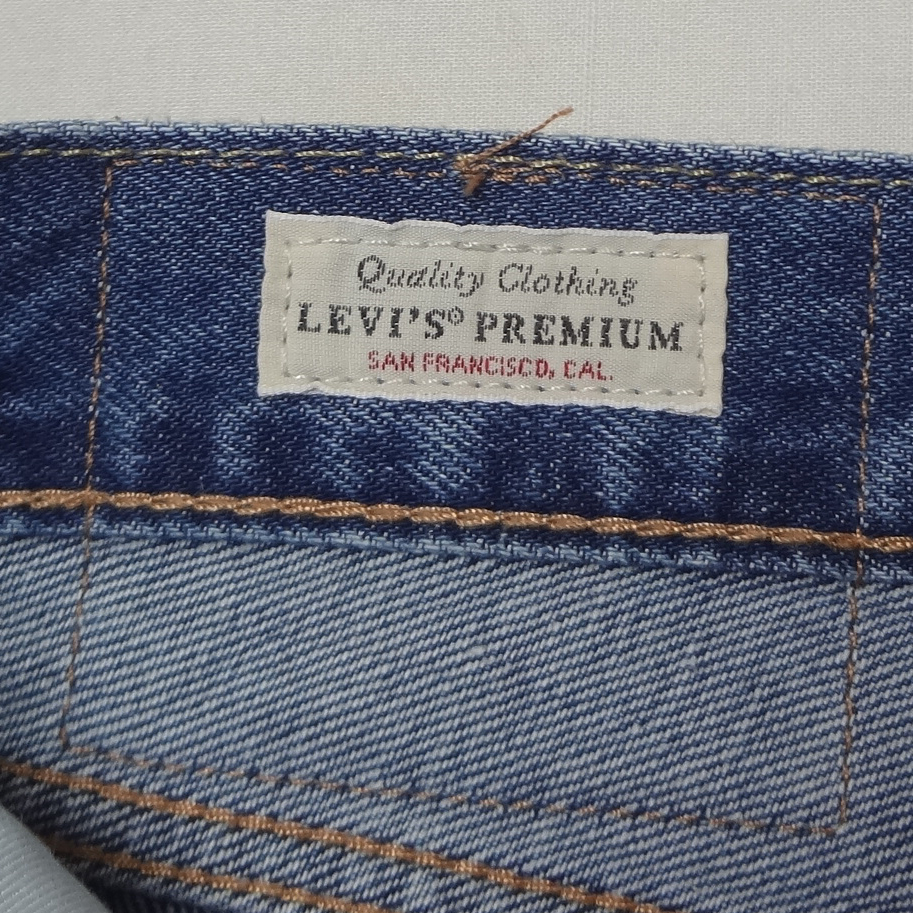 Quality Clothing
LEVI'S® PREMIUM
SAN FRANCISCO, CAL.